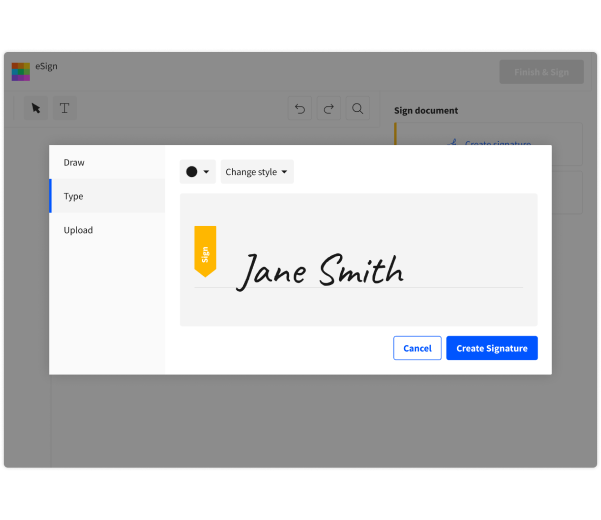 eSign
Finish & Sign
T
Sign document
Create signature
Draw
Type
Upload
Change style
Sign
Jane Smith
Cancel
Create Signature